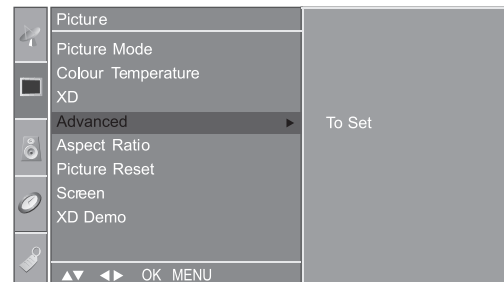 Picture
Picture Mode
Colour Temperature
XD
Advanced ► To Set
Aspect Ratio
Picture Reset
Screen
XD Demo
▲▼ ◄► OK MENU